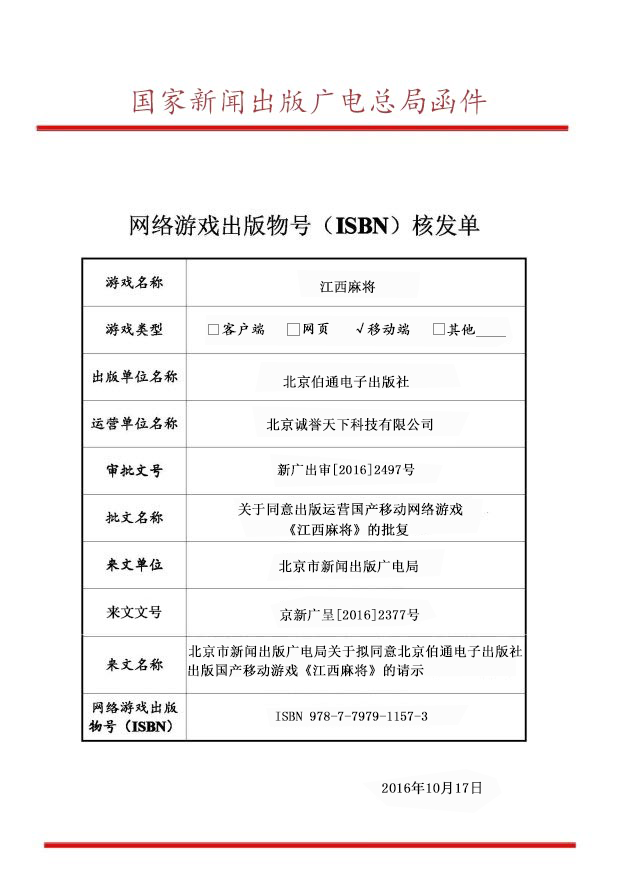 国家新闻出版广电总局函件
网络游戏出版物号（ISBN）核发单
游戏名称 江西麻将
游戏类型 □客户端 □网页 √移动端 □其他____
出版单位名称 北京伯通电子出版社
运营单位名称 北京诚誉天下科技有限公司
审批文号 新广出审[2016]2497号
批文名称 关于同意出版运营国产移动网络游戏
《江西麻将》的批复
来文单位 北京市新闻出版广电局
来文文号 京新广呈[2016]2377号
来文名称 北京市新闻出版广电局关于拟同意北京伯通电子出版社
出版国产移动游戏《江西麻将》的请示
网络游戏出版
物号（ISBN） ISBN 978-7-7979-1157-3
2016年10月17日